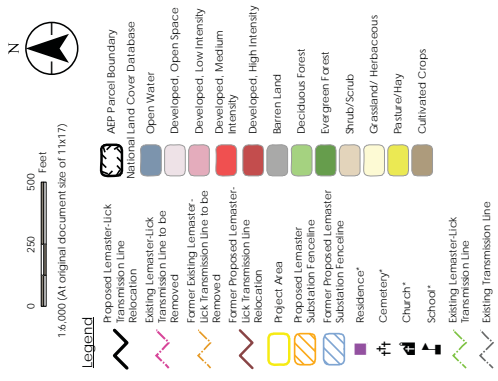 N
0 250 500
Feet
1:6,000 (At original document size of 11x17)
Legend
Proposed Lemaster-Lick
Transmission Line
Relocation
Existing Lemaster-Lick
Transmission Line to be
Removed
Former Existing Lemaster-
Lick Transmission Line to be
Removed
Former Proposed Lemaster-
Lick Transmission Line
Relocation
Project Area
Proposed Lemaster
Substation Fenceline
Former Proposed Lemaster
Substation Fenceline
Residence*
Cemetery*
Church*
School*
Existing Lemaster-Lick
Transmission Line
Existing Transmission Line
AEP Parcel Boundary
National Land Cover Database
Open Water
Developed, Open Space
Developed, Low Intensity
Developed, Medium
Intensity
Developed, High Intensity
Barren Land
Deciduous Forest
Evergreen Forest
Shrub/Scrub
Grassland/ Herbaceous
Pasture/Hay
Cultivated Crops